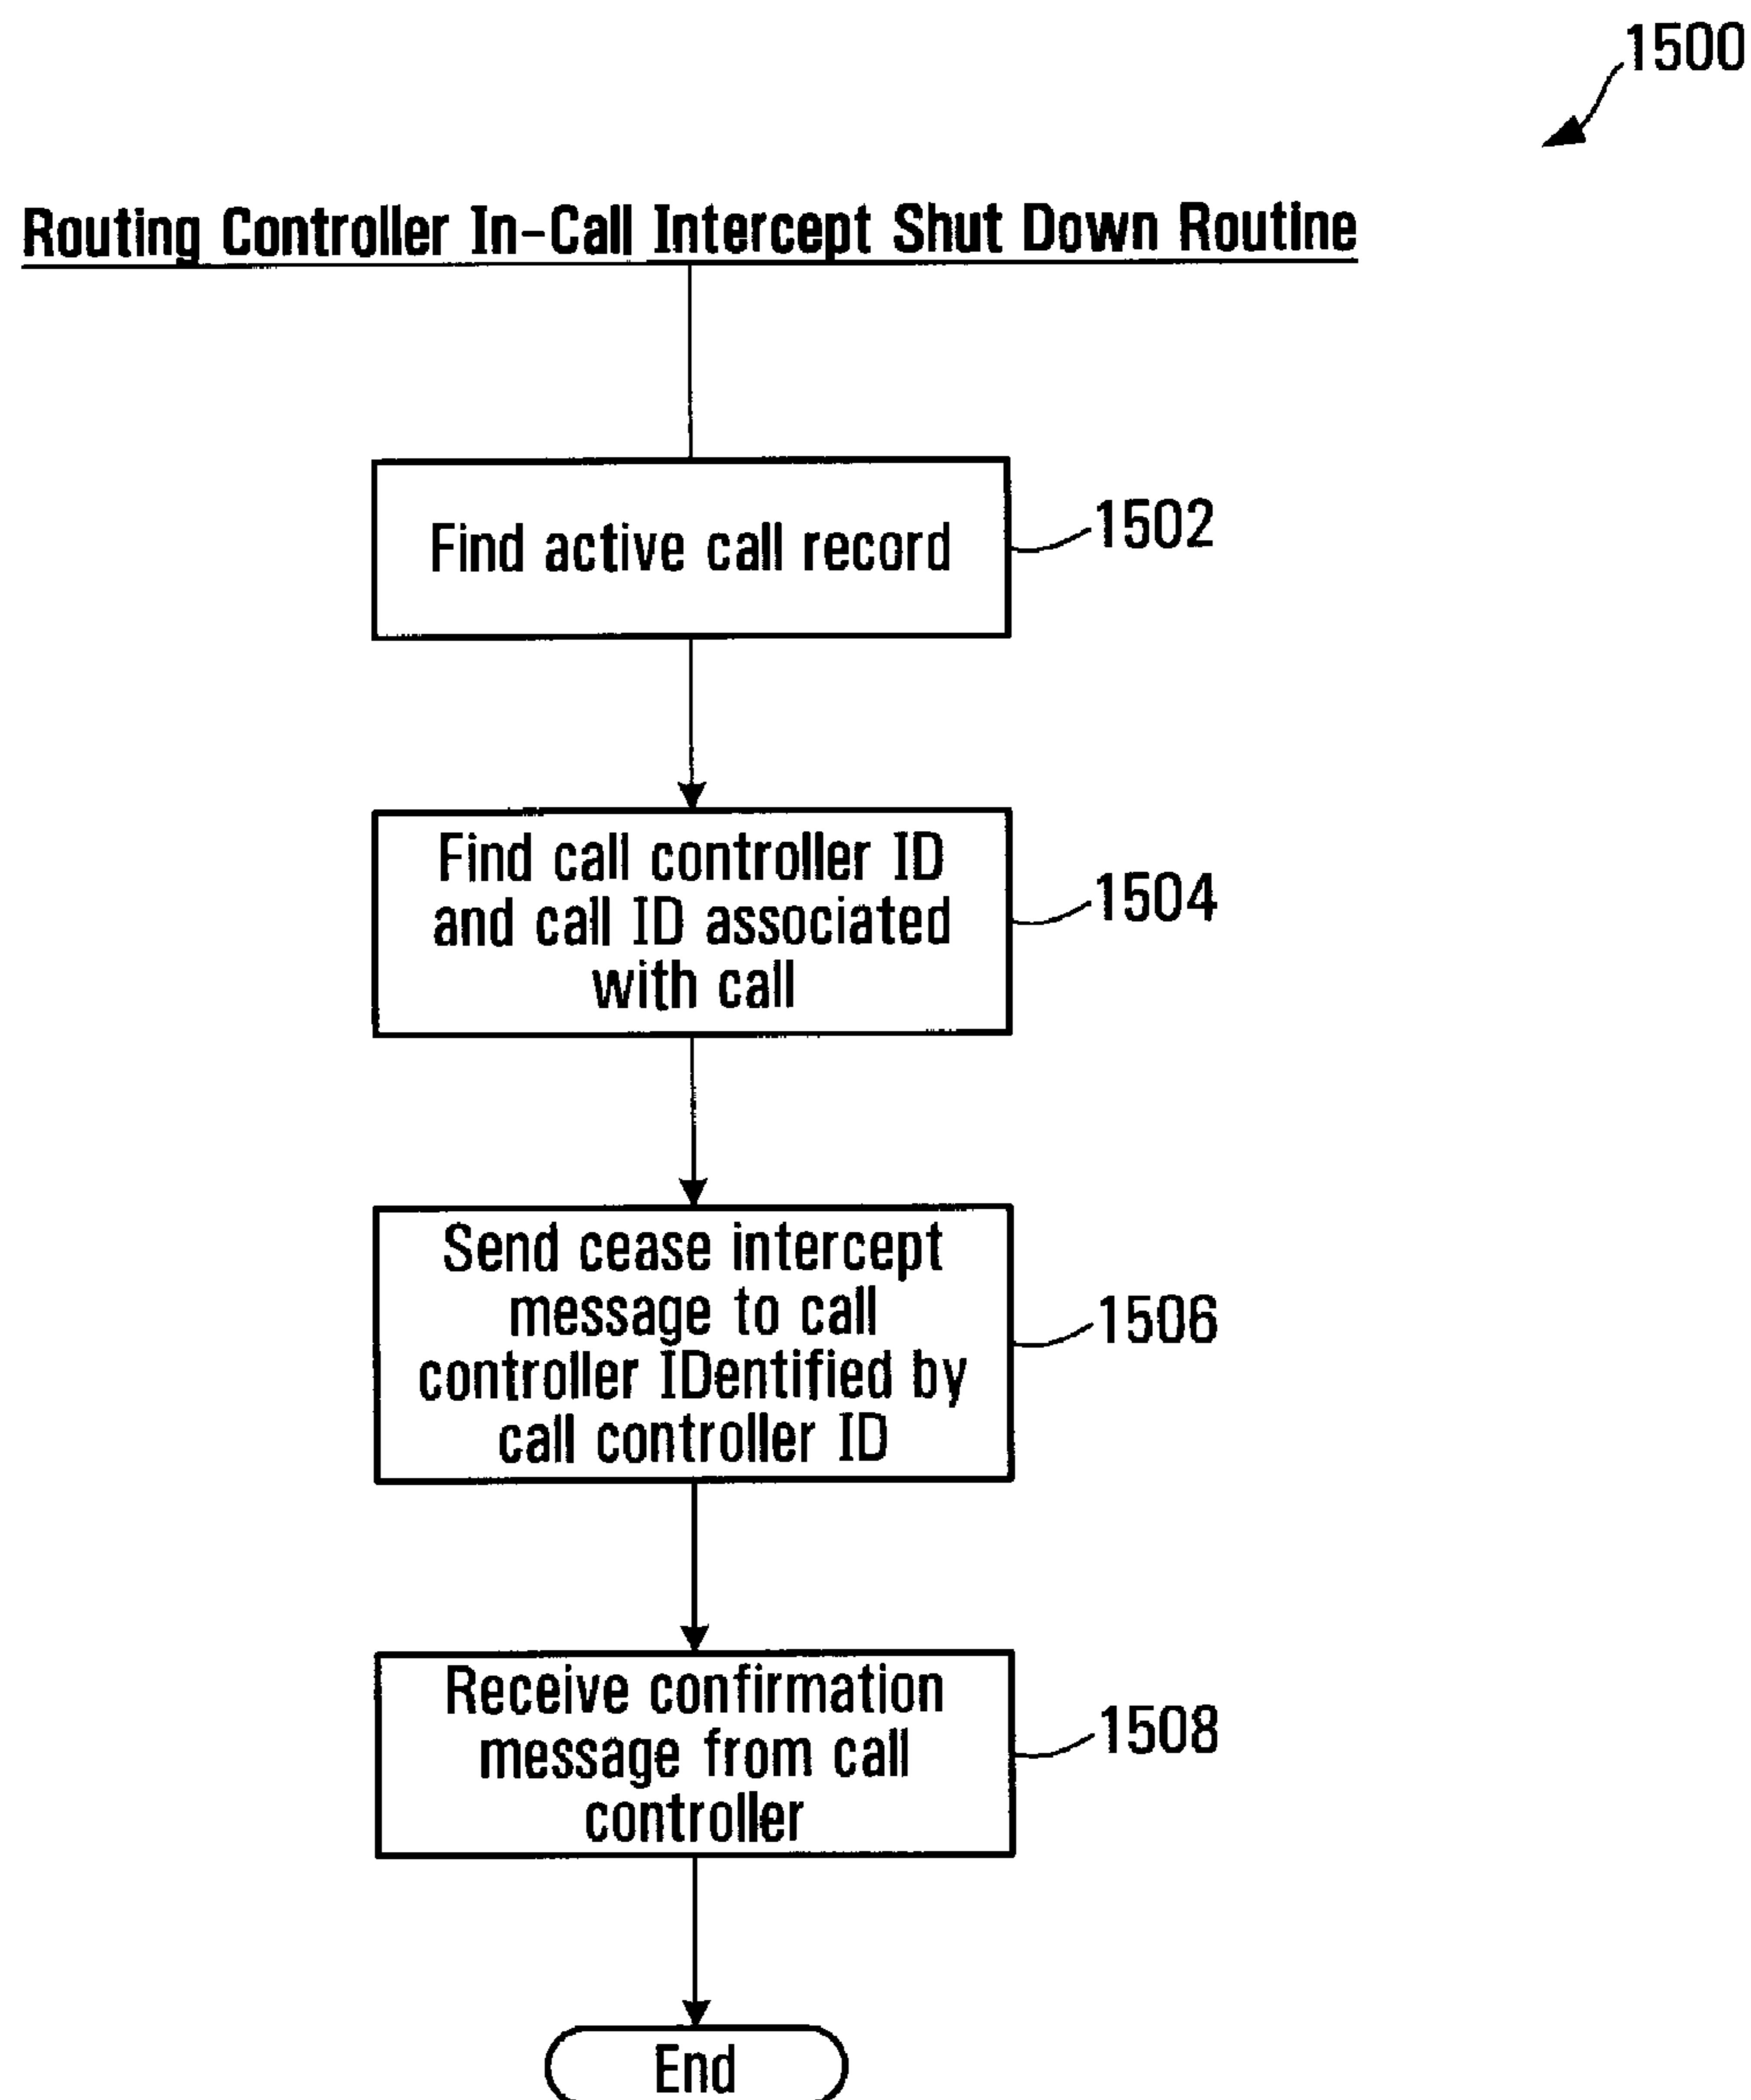 1500
Routing Controller In-Call Intercept Shut Down Routine
Find active call record
1502
Find call controller ID
and call ID associated
with call
1504
Send cease intercept
message to call
controller IDentified by
call controller ID
1506
Receive confirmation
message from call
controller
1508
End